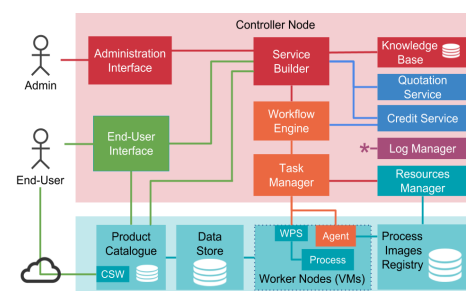 Controller Node
Admin
Administration
Interface
Service
Builder
Knowledge
Base
Quotation
Service
Workflow
Engine
Credit Service
End-User
End-User
Interface
* Log Manager
Task
Manager
Resources
Manager
Product
Catalogue
CSW
Data
Store
WPS
Agent
Process
Worker Nodes (VMs)
Process
Images
Registry